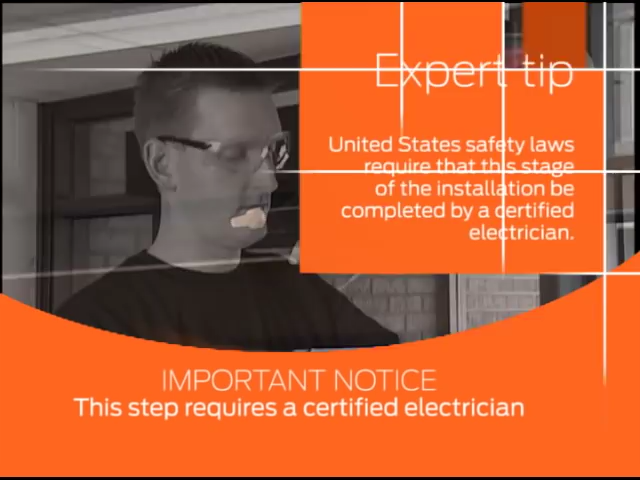 Expert tip
United States safety laws
require that this stage
of the installation be
completed by a certified
electrician.
IMPORTANT NOTICE
This step requires a certified electrician